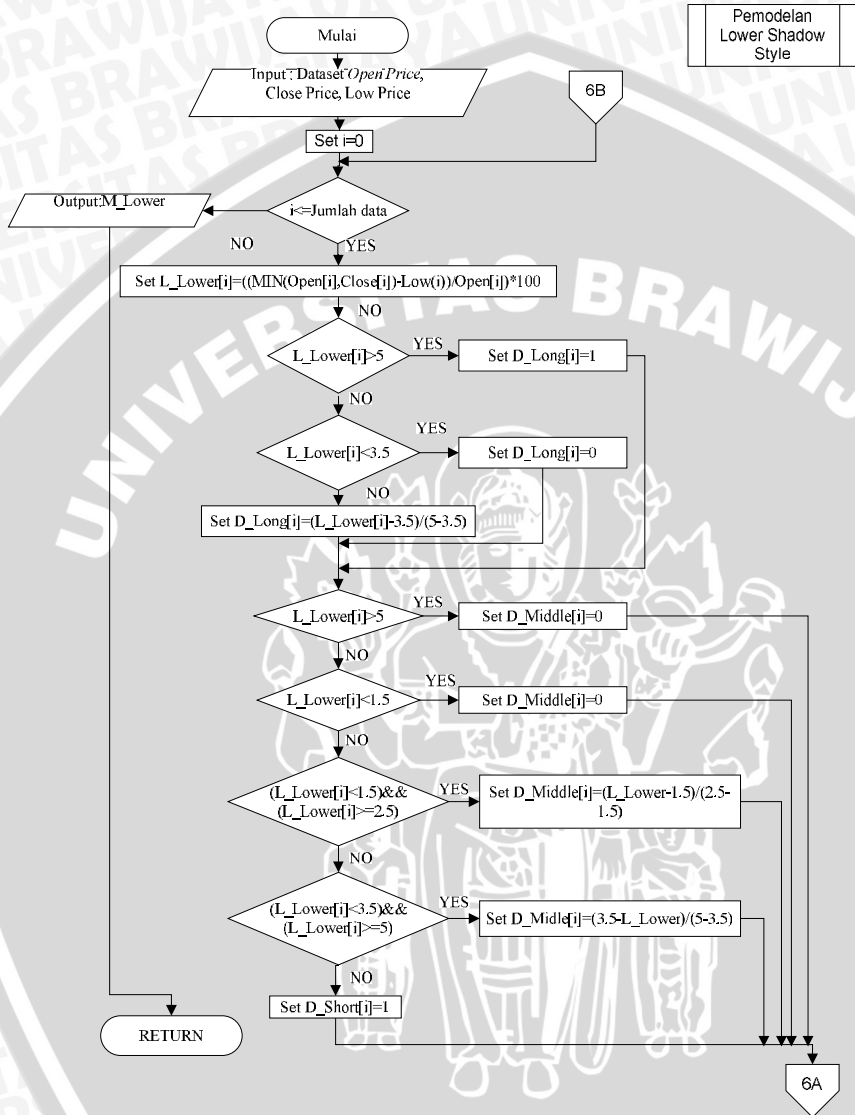 Pemodelan
Lower Shadow
Style
Mulai
Input : Dataset Open Price,
Close Price, Low Price
6B
Set i=0
Output:M_Lower
i<=Jumlah data
NO
YES
Set L_Lower[i]=((MIN(Open[i],Close[i])-Low(i))/Open[i])*100
NO
L_Lower[i]>5
YES
Set D_Long[i]=1
NO
L_Lower[i]<3.5
YES
Set D_Long[i]=0
NO
Set D_Long[i]=(L_Lower[i]-3.5)/(5-3.5)
L_Lower[i]>5
YES
Set D_Middle[i]=0
NO
L_Lower[i]<1.5
YES
Set D_Middle[i]=0
NO
(L_Lower[i]<1.5)&&
(L_Lower[i]>=2.5)
YES
Set D_Middle[i]=(L_Lower-1.5)/(2.5-
1.5)
NO
(L_Lower[i]<3.5)&&
(L_Lower[i]>=5)
YES
Set D_Midle[i]=(3.5-L_Lower)/(5-3.5)
NO
Set D_Short[i]=1
RETURN
6A
UNIVERSITAS BRAWIJ